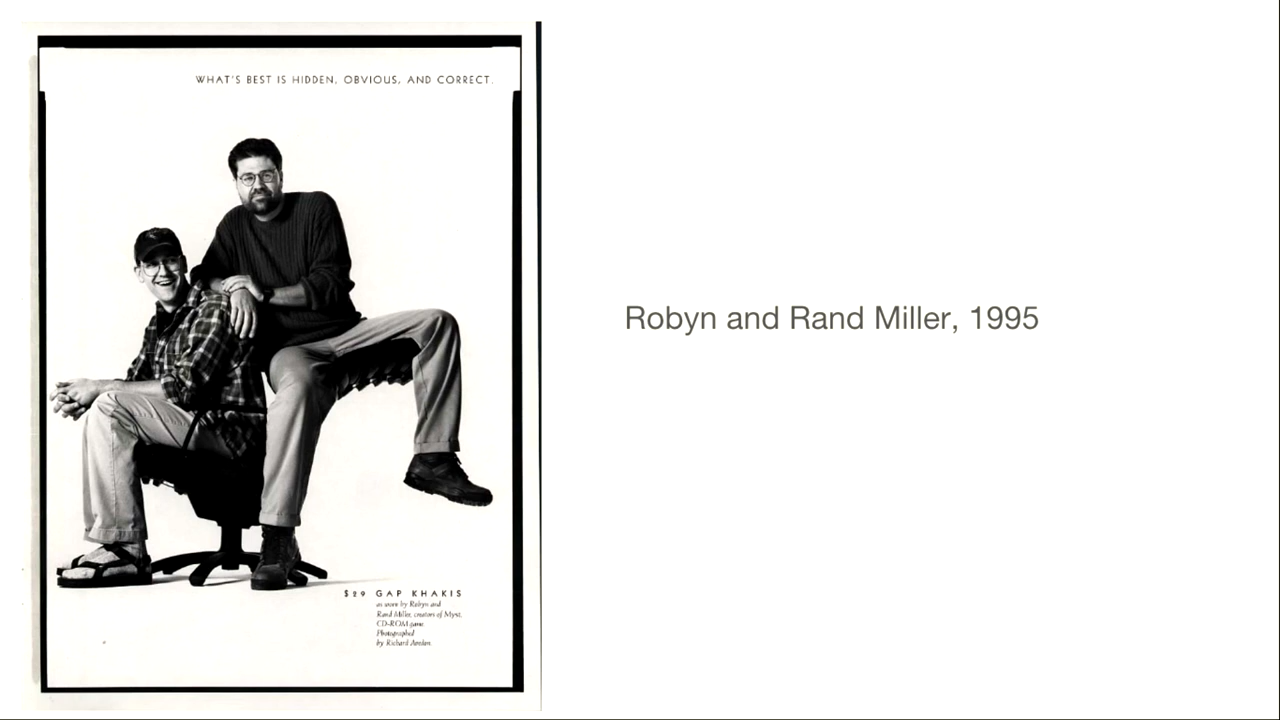 WHAT'S BEST IS HIDDEN, OBVIOUS, AND CORRECT.
Robyn and Rand Miller, 1995
$29 GAP KHAKIS
as worn by Robyn and
Rand Miller, creators of Myst,
CD-ROM game
Photographed
by Richard Avedon.